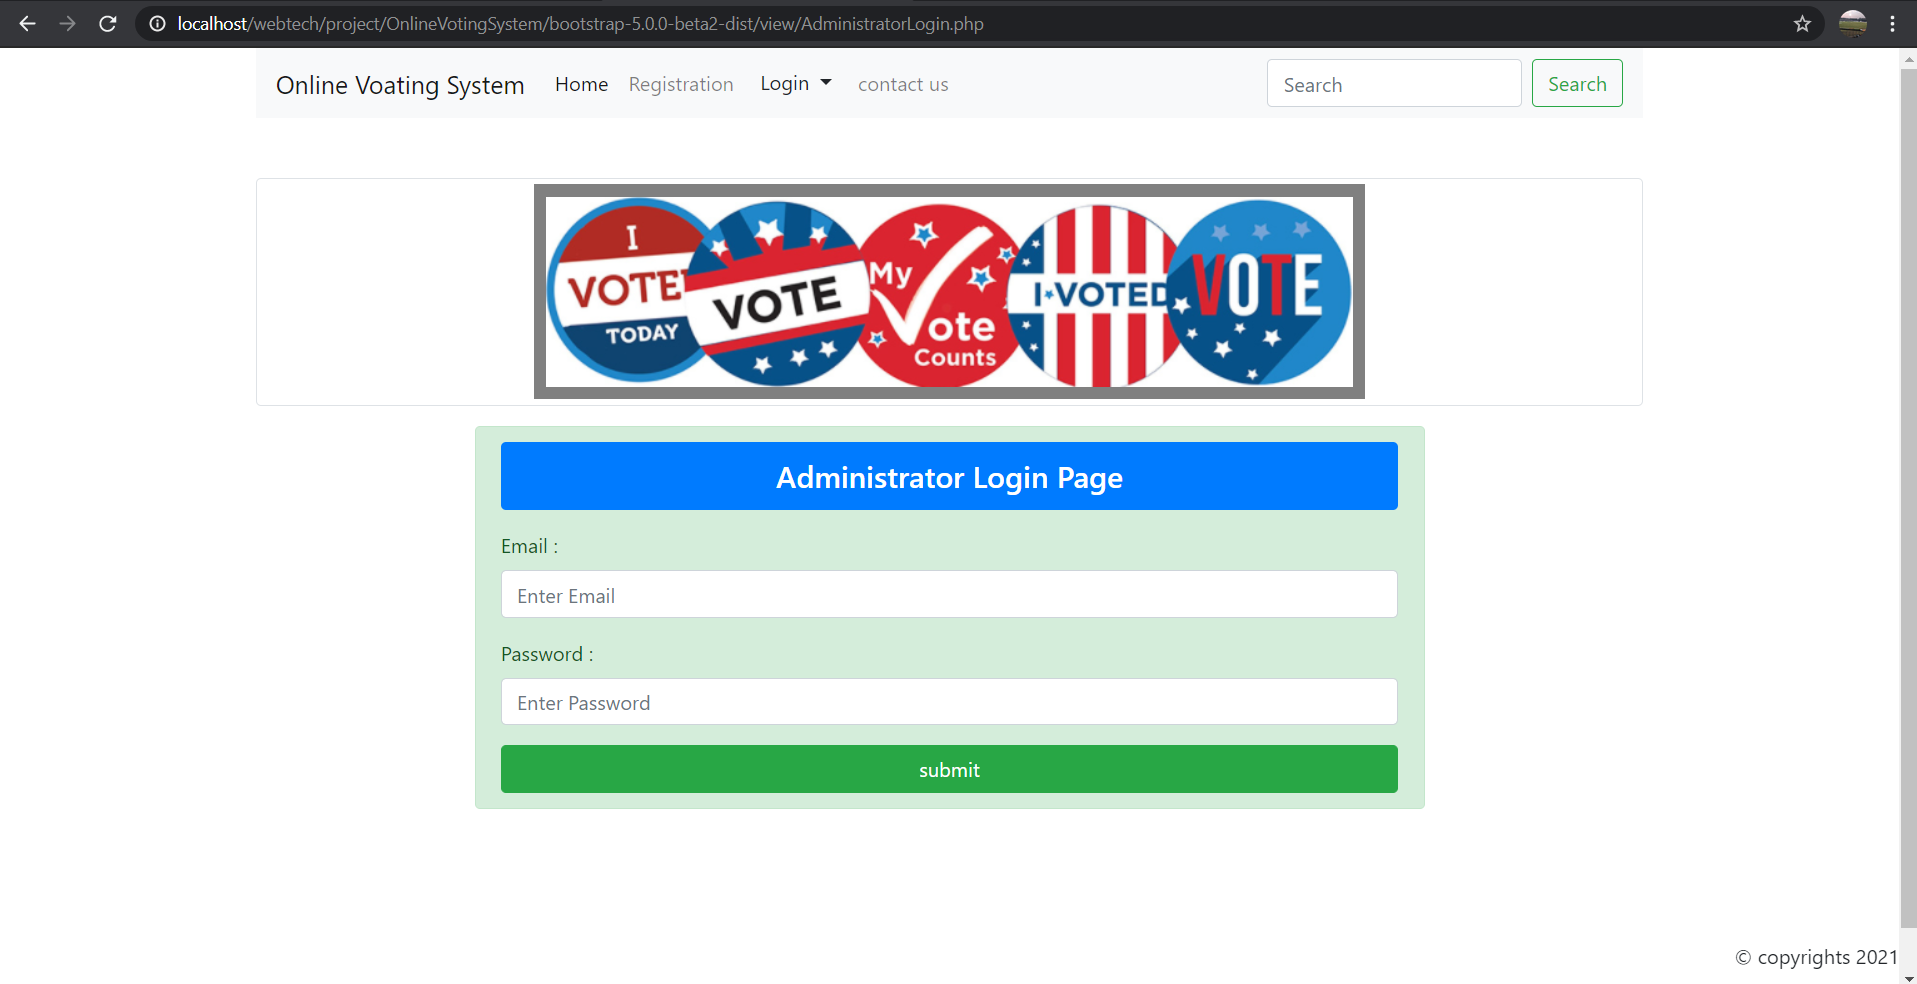 localhost/webtech/project/OnlineVotingSystem/bootstrap-5.0.0-beta2-dist/view/AdministratorLogin.php
Online Voating System Home Registration Login contact us Search Search
I VOTE TODAY
VOTE
My Vote Counts
I VOTED
VOTE
Administrator Login Page
Email :
Enter Email
Password :
Enter Password
submit
© copyrights 2021